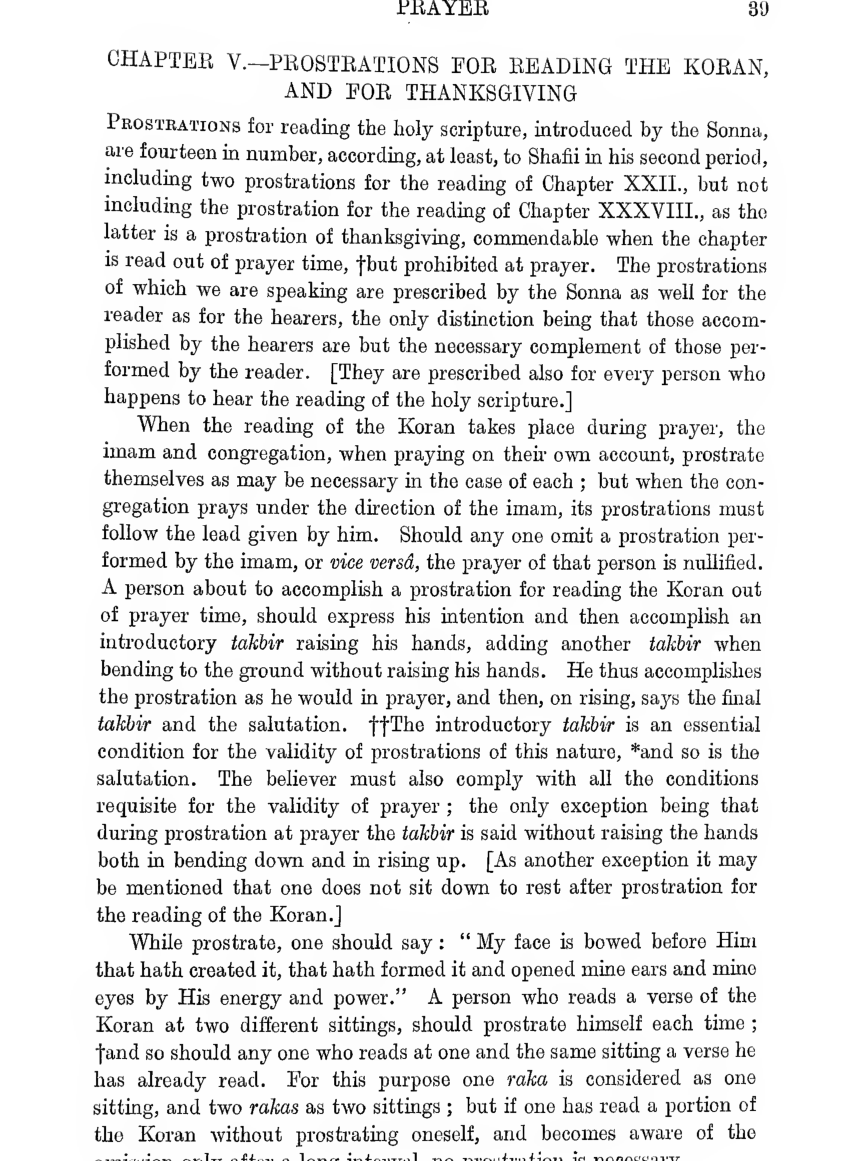 PRAYER 39
CHAPTER V.—PROSTRATIONS FOR READING THE KORAN,
AND FOR THANKSGIVING
PROSTRATIONS for reading the holy scripture, introduced by the Sonna,
are fourteen in number, according, at least, to Shafii in his second period,
including two prostrations for the reading of Chapter XXII., but not
including the prostration for the reading of Chapter XXXVIII., as the
latter is a prostration of thanksgiving, commendable when the chapter
is read out of prayer time, †but prohibited at prayer. The prostrations
of which we are speaking are prescribed by the Sonna as well for the
reader as for the hearers, the only distinction being that those accom-
plished by the hearers are but the necessary complement of those per-
formed by the reader. [They are prescribed also for every person who
happens to hear the reading of the holy scripture.]
When the reading of the Koran takes place during prayer, the
imam and congregation, when praying on their own account, prostrate
themselves as may be necessary in the case of each ; but when the con-
gregation prays under the direction of the imam, its prostrations must
follow the lead given by him. Should any one omit a prostration per-
formed by the imam, or vice versâ, the prayer of that person is nullified.
A person about to accomplish a prostration for reading the Koran out
of prayer time, should express his intention and then accomplish an
introductory takbir raising his hands, adding another takbir when
bending to the ground without raising his hands. He thus accomplishes
the prostration as he would in prayer, and then, on rising, says the final
takbir and the salutation. ††The introductory takbir is an essential
condition for the validity of prostrations of this nature, *and so is the
salutation. The believer must also comply with all the conditions
requisite for the validity of prayer ; the only exception being that
during prostration at prayer the takbir is said without raising the hands
both in bending down and in rising up. [As another exception it may
be mentioned that one does not sit down to rest after prostration for
the reading of the Koran.]
While prostrate, one should say : “ My face is bowed before Him
that hath created it, that hath formed it and opened mine ears and mine
eyes by His energy and power.” A person who reads a verse of the
Koran at two different sittings, should prostrate himself each time ;
†and so should any one who reads at one and the same sitting a verse he
has already read. For this purpose one raka is considered as one
sitting, and two rakas as two sittings ; but if one has read a portion of
the Koran without prostrating oneself, and becomes aware of the
omission only after a long interval, no prostration is necessary.